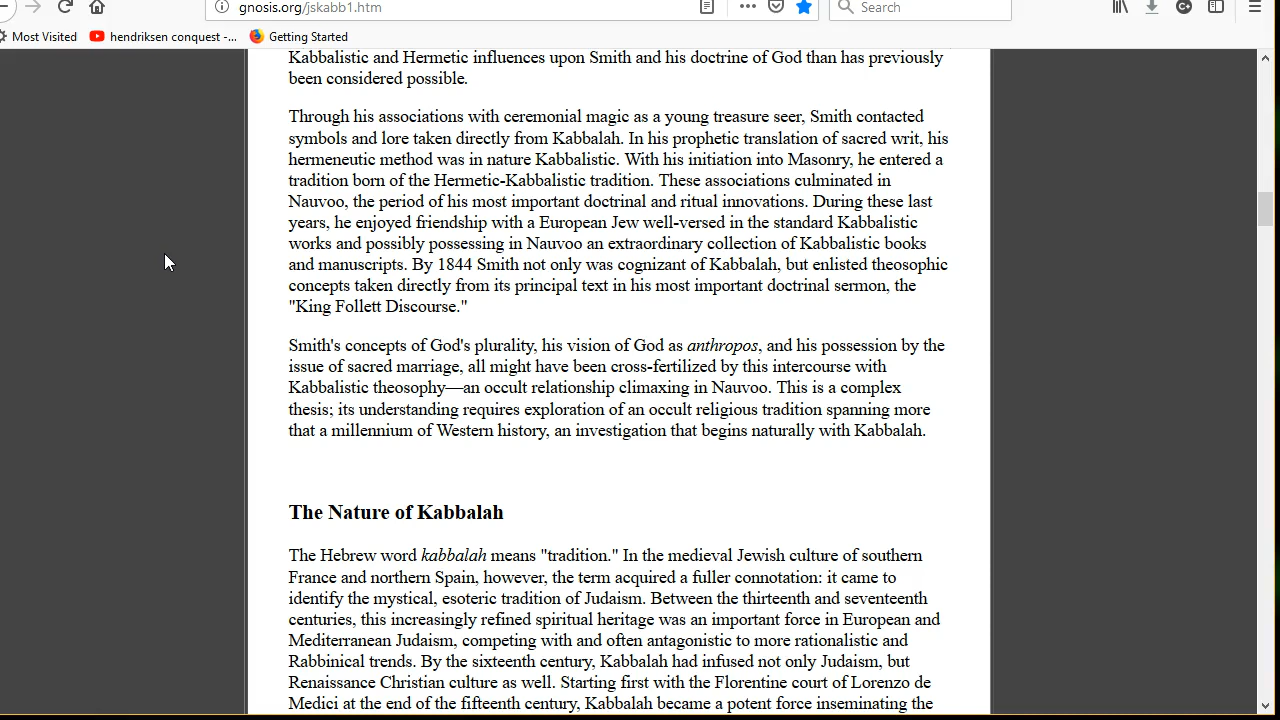 gnosis.org/jskabb1.htm
Search
Most Visited
hendriksen conquest -...
Getting Started
Kabbalistic and Hermetic influences upon Smith and his doctrine of God than has previously
been considered possible.
Through his associations with ceremonial magic as a young treasure seer, Smith contacted
symbols and lore taken directly from Kabbalah. In his prophetic translation of sacred writ, his
hermeneutic method was in nature Kabbalistic. With his initiation into Masonry, he entered a
tradition born of the Hermetic-Kabbalistic tradition. These associations culminated in
Nauvoo, the period of his most important doctrinal and ritual innovations. During these last
years, he enjoyed friendship with a European Jew well-versed in the standard Kabbalistic
works and possibly possessing in Nauvoo an extraordinary collection of Kabbalistic books
and manuscripts. By 1844 Smith not only was cognizant of Kabbalah, but enlisted theosophic
concepts taken directly from its principal text in his most important doctrinal sermon, the
"King Follett Discourse."
Smith's concepts of God's plurality, his vision of God as anthropos, and his possession by the
issue of sacred marriage, all might have been cross-fertilized by this intercourse with
Kabbalistic theosophy—an occult relationship climaxing in Nauvoo. This is a complex
thesis; its understanding requires exploration of an occult religious tradition spanning more
that a millennium of Western history, an investigation that begins naturally with Kabbalah.
The Nature of Kabbalah
The Hebrew word kabbalah means "tradition." In the medieval Jewish culture of southern
France and northern Spain, however, the term acquired a fuller connotation: it came to
identify the mystical, esoteric tradition of Judaism. Between the thirteenth and seventeenth
centuries, this increasingly refined spiritual heritage was an important force in European and
Mediterranean Judaism, competing with and often antagonistic to more rationalistic and
Rabbinical trends. By the sixteenth century, Kabbalah had infused not only Judaism, but
Renaissance Christian culture as well. Starting first with the Florentine court of Lorenzo de
Medici at the end of the fifteenth century, Kabbalah became a potent force inseminating the